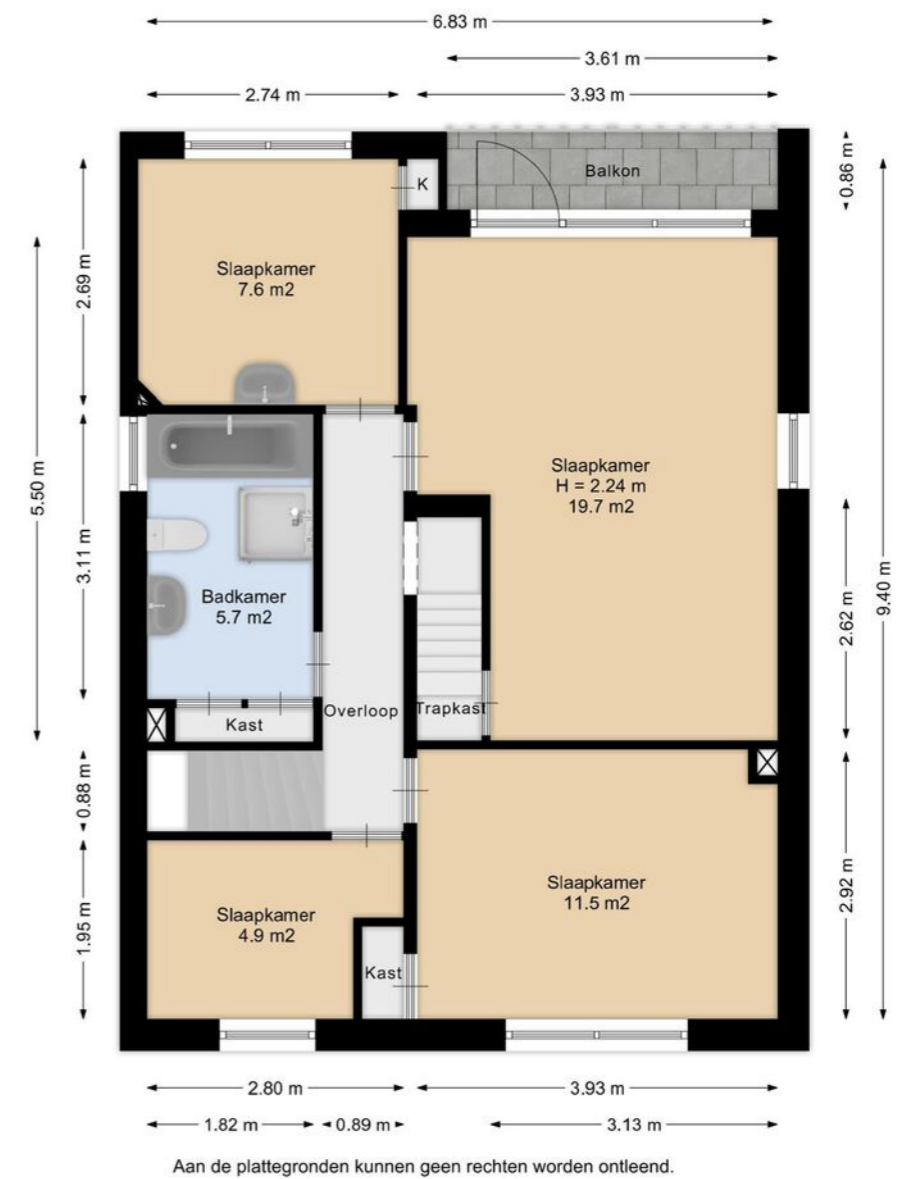 6.83 m
3.61 m
2.74 m
3.93 m
K
Balkon
0.86 m
Slaapkamer
7.6 m2
2.69 m
5.50 m
Slaapkamer
H = 2.24 m
19.7 m2
3.11 m
Badkamer
5.7 m2
9.40 m
2.62 m
Overloop
Trapkast
Kast
0.88 m
Slaapkamer
11.5 m2
2.92 m
Slaapkamer
4.9 m2
1.95 m
Kast
2.80 m
3.93 m
1.82 m
0.89 m
3.13 m
Aan de plattegronden kunnen geen rechten worden ontleend.